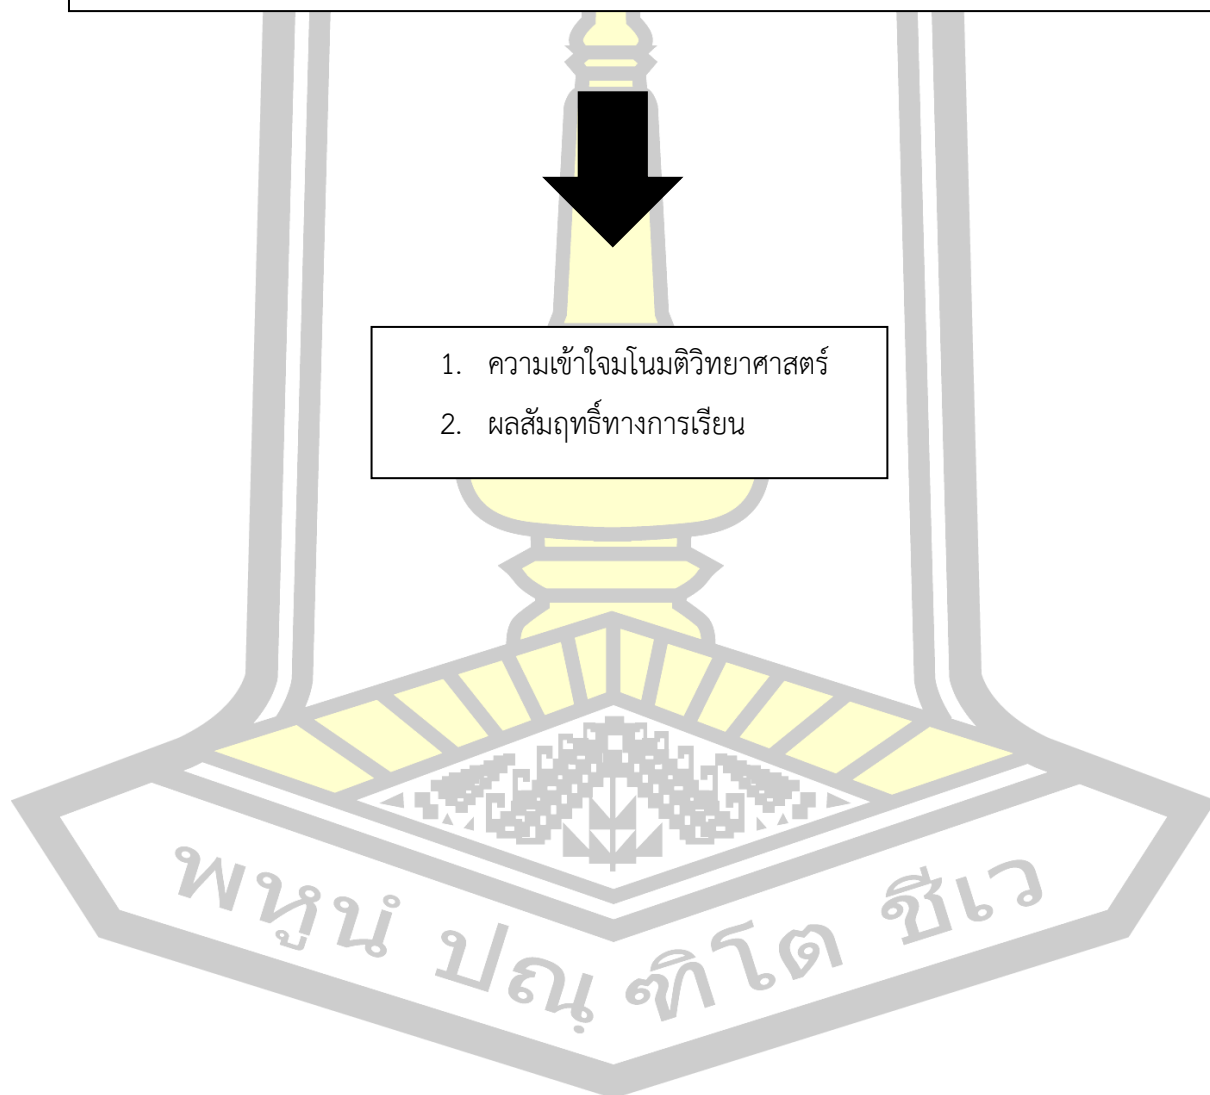 1. ความเข้าใจมโนมติวิทยาศาสตร์
2. ผลสัมฤทธิ์ทางการเรียน
พหูนํ ปณฺฑิโต ชีเว